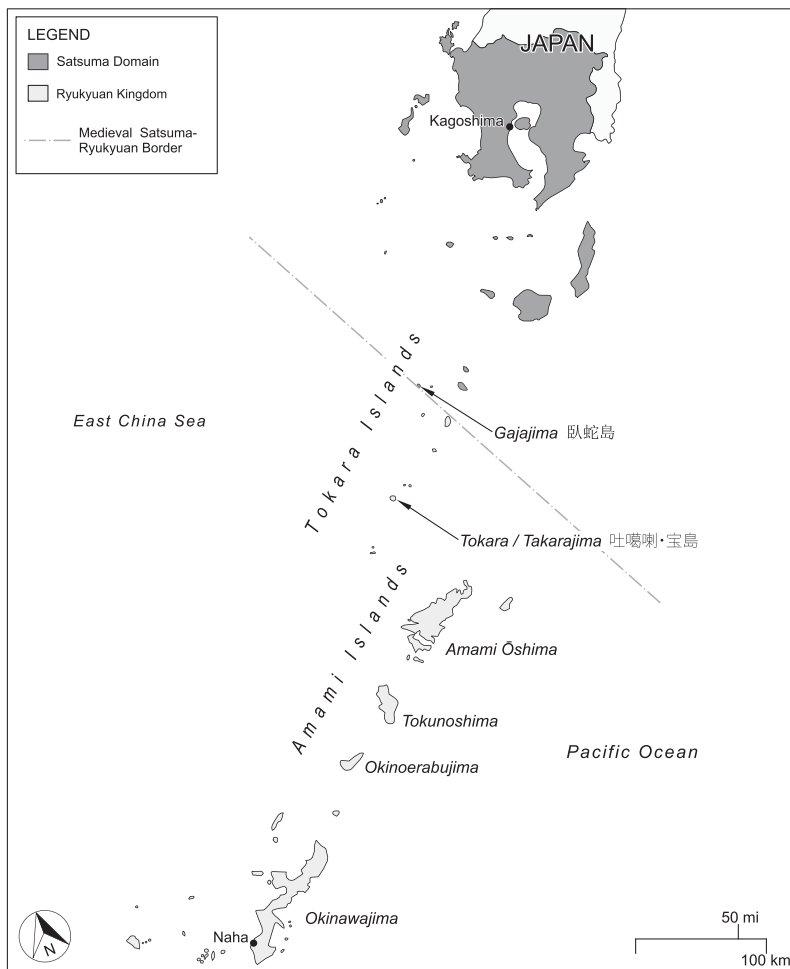 LEGEND
Satsuma Domain
Ryukyuan Kingdom
Medieval Satsuma-
Ryukyuan Border
JAPAN
Kagoshima
Tokara Islands
East China Sea
Gajajima 臥蛇島
Tokara / Takarajima 吐噶喇・宝島
Amami Islands
Amami Ōshima
Tokunoshima
Pacific Ocean
Okinoerabujima
Okinawajima
Naha
N
50 mi
100 km